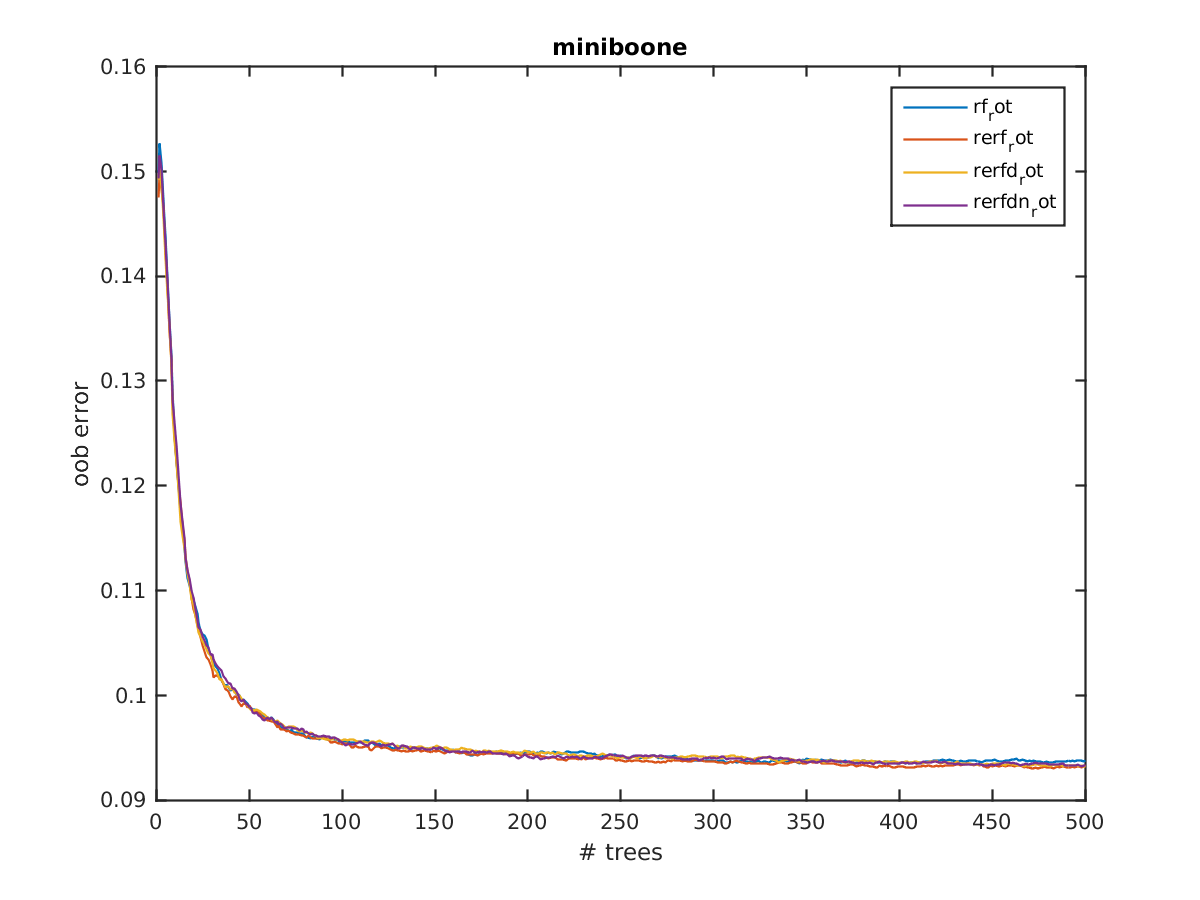 miniboone
0.16
0.15
0.14
0.13
0.12
0.11
0.1
0.09
oob error
rf_rot
rerf_rot
rerfd_rot
rerfdn_rot
0 50 100 150 200 250 300 350 400 450 500
# trees